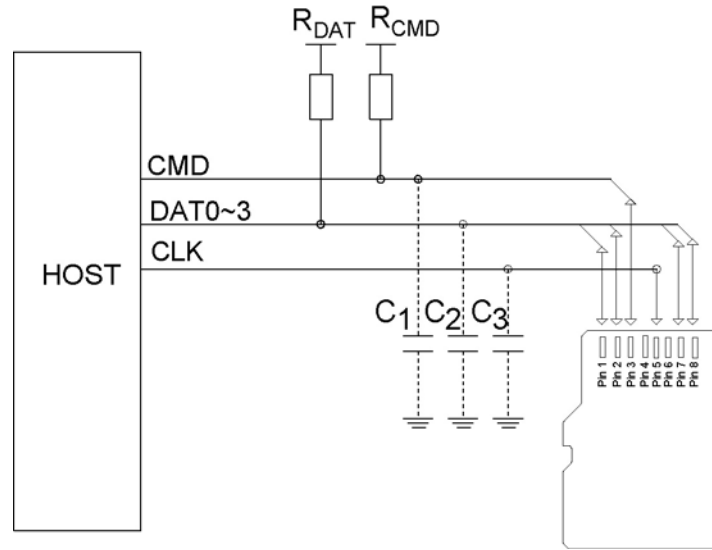 RDAT RCMD
CMD
DAT0~3
CLK
HOST
C1 C2 C3
Pin 1 Pin 2 Pin 3 Pin 4 Pin 5 Pin 6 Pin 7 Pin 8